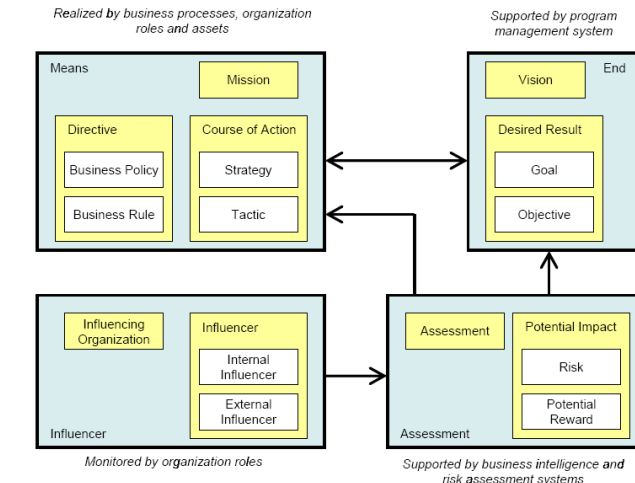 Realized by business processes, organization
roles and assets
Supported by program
management system
Means
Mission
Directive
Business Policy
Business Rule
Course of Action
Strategy
Tactic
Vision
End
Desired Result
Goal
Objective
Influencing
Organization
Influencer
Internal
Influencer
External
Influencer
Influencer
Monitored by organization roles
Assessment
Potential Impact
Risk
Potential
Reward
Assessment
Supported by business intelligence and
risk assessment systems